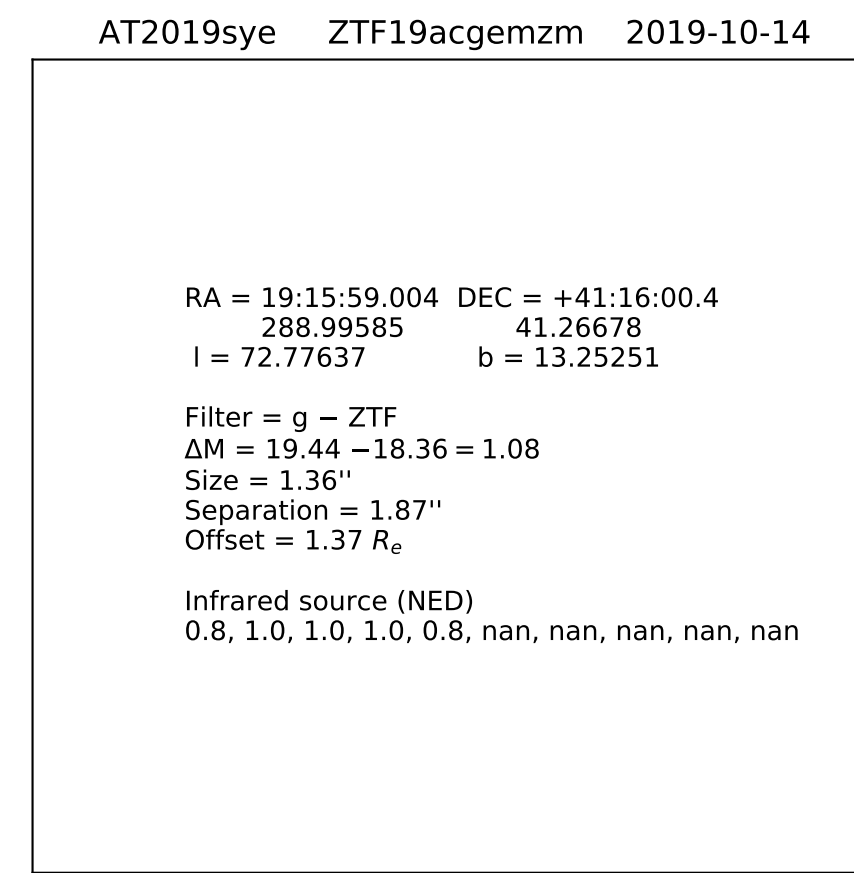 AT2019sye ZTF19acgemzm 2019-10-14
RA = 19:15:59.004 DEC = +41:16:00.4
288.99585 41.26678
l = 72.77637 b = 13.25251
Filter = g − ZTF
ΔM = 19.44 −18.36 = 1.08
Size = 1.36''
Separation = 1.87''
Offset = 1.37 Rₑ
Infrared source (NED)
0.8, 1.0, 1.0, 1.0, 0.8, nan, nan, nan, nan, nan